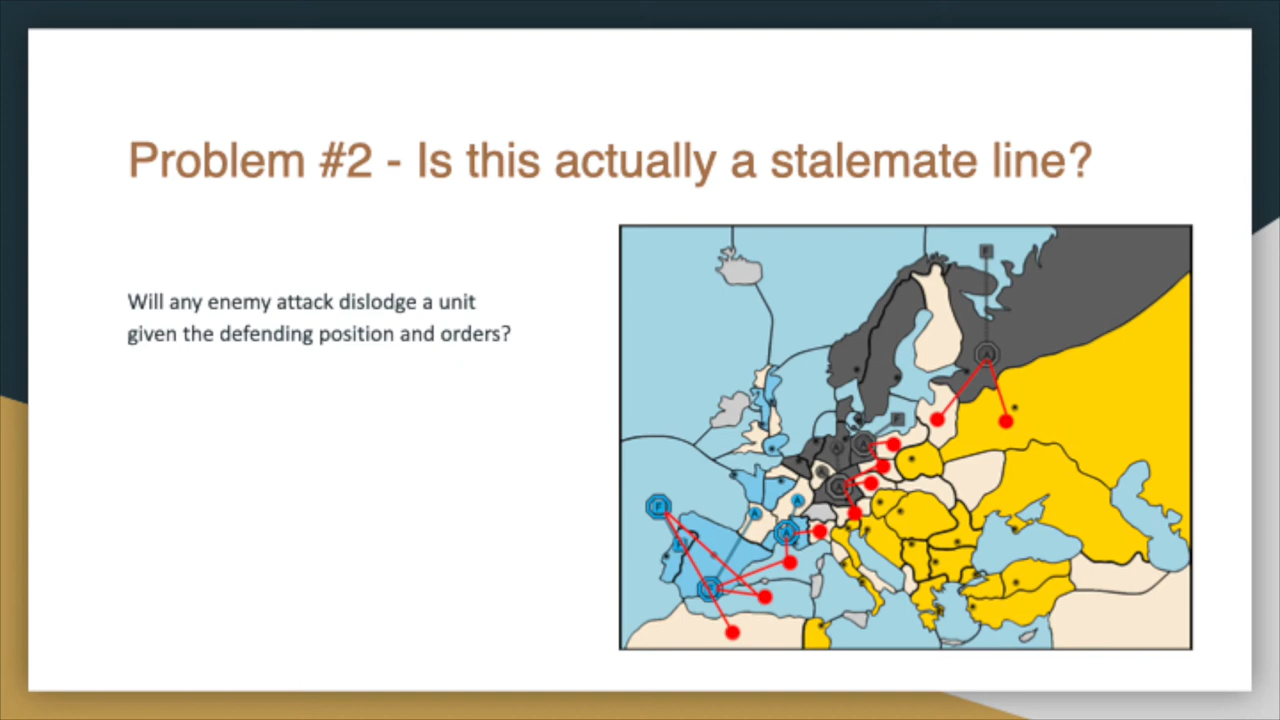 Problem #2 - Is this actually a stalemate line?
Will any enemy attack dislodge a unit
given the defending position and orders?
F
A
F
A
A
A
A
A
F
A
A